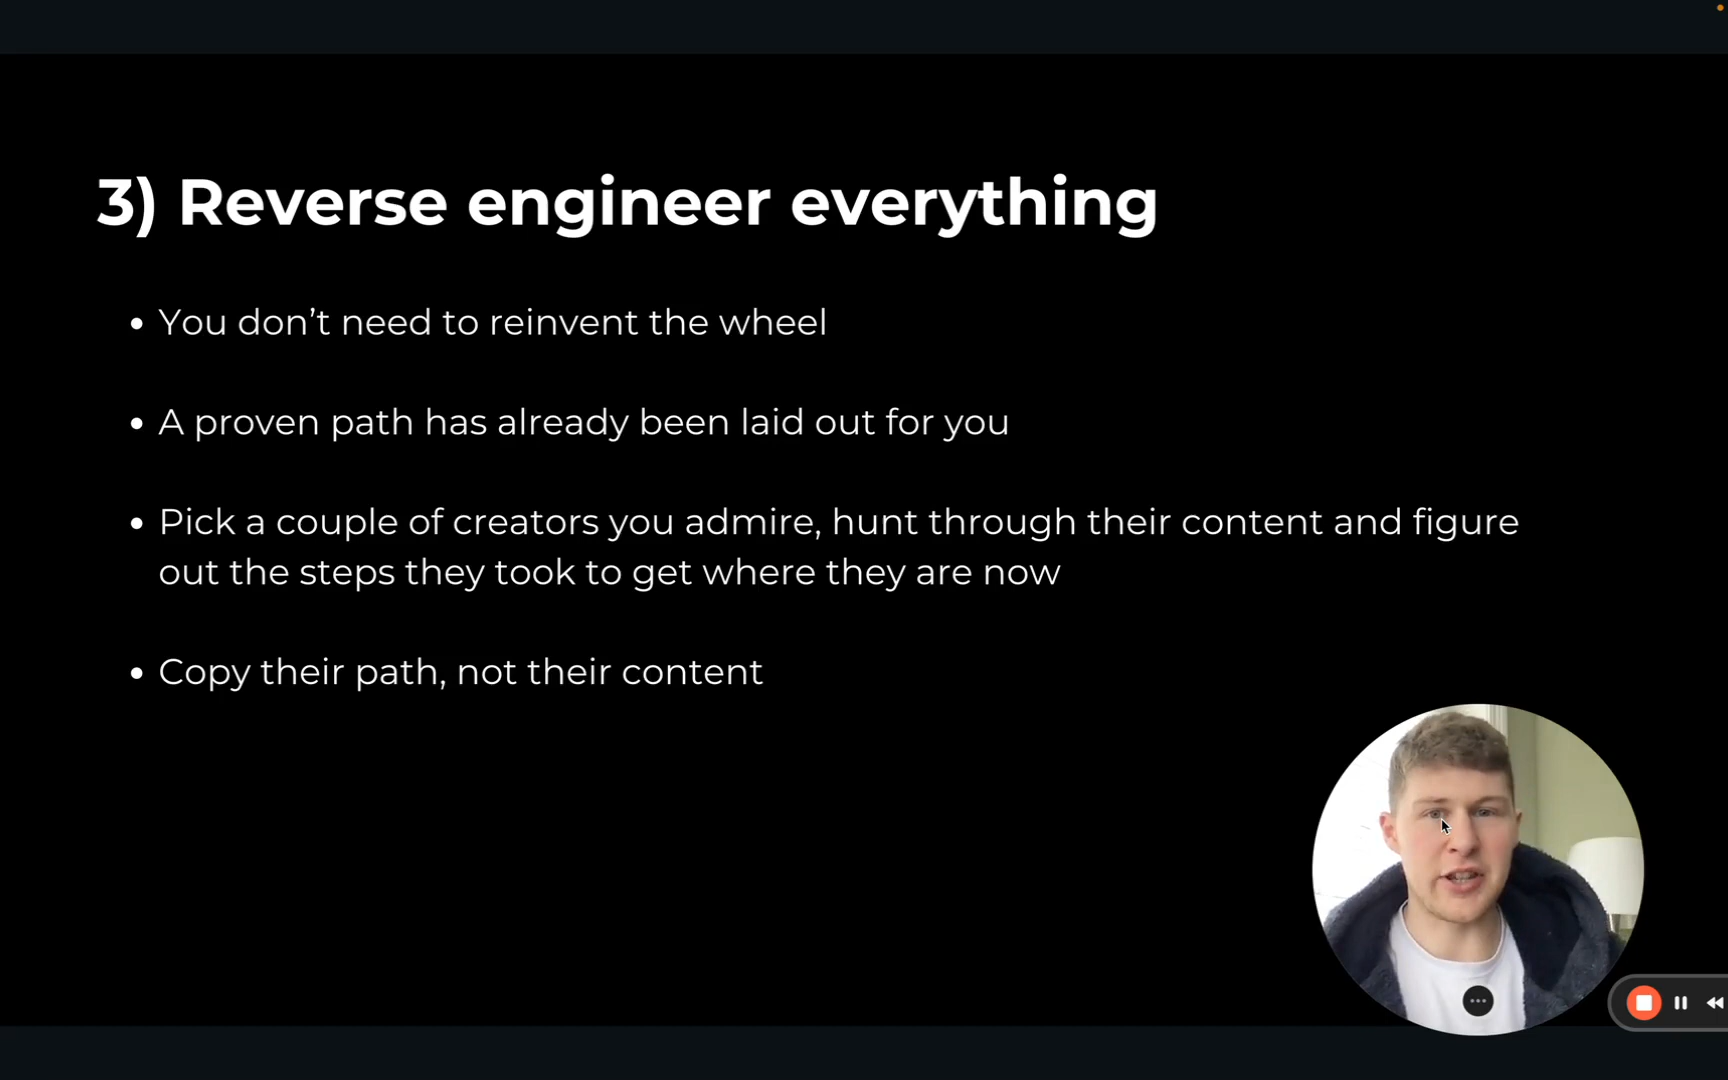 3) Reverse engineer everything
• You don’t need to reinvent the wheel
• A proven path has already been laid out for you
• Pick a couple of creators you admire, hunt through their content and figure
out the steps they took to get where they are now
• Copy their path, not their content